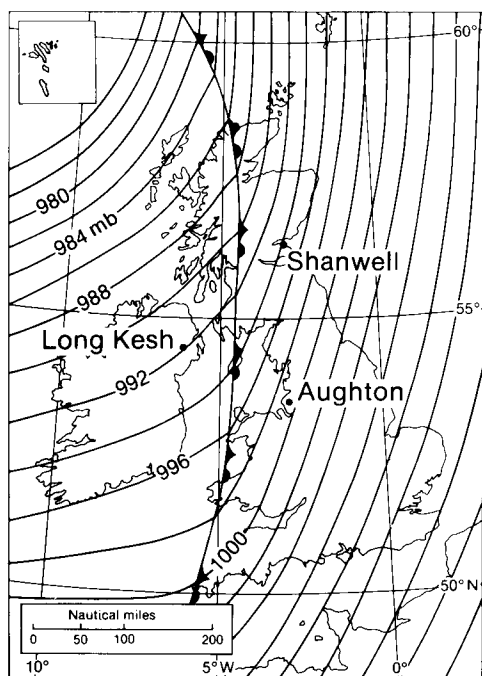 60°
980
984 mb
988
Shanwell
55°
Long Kesh
992
Aughton
996
1000
50°N
Nautical miles
0 50 100 200
10° 5°W 0°